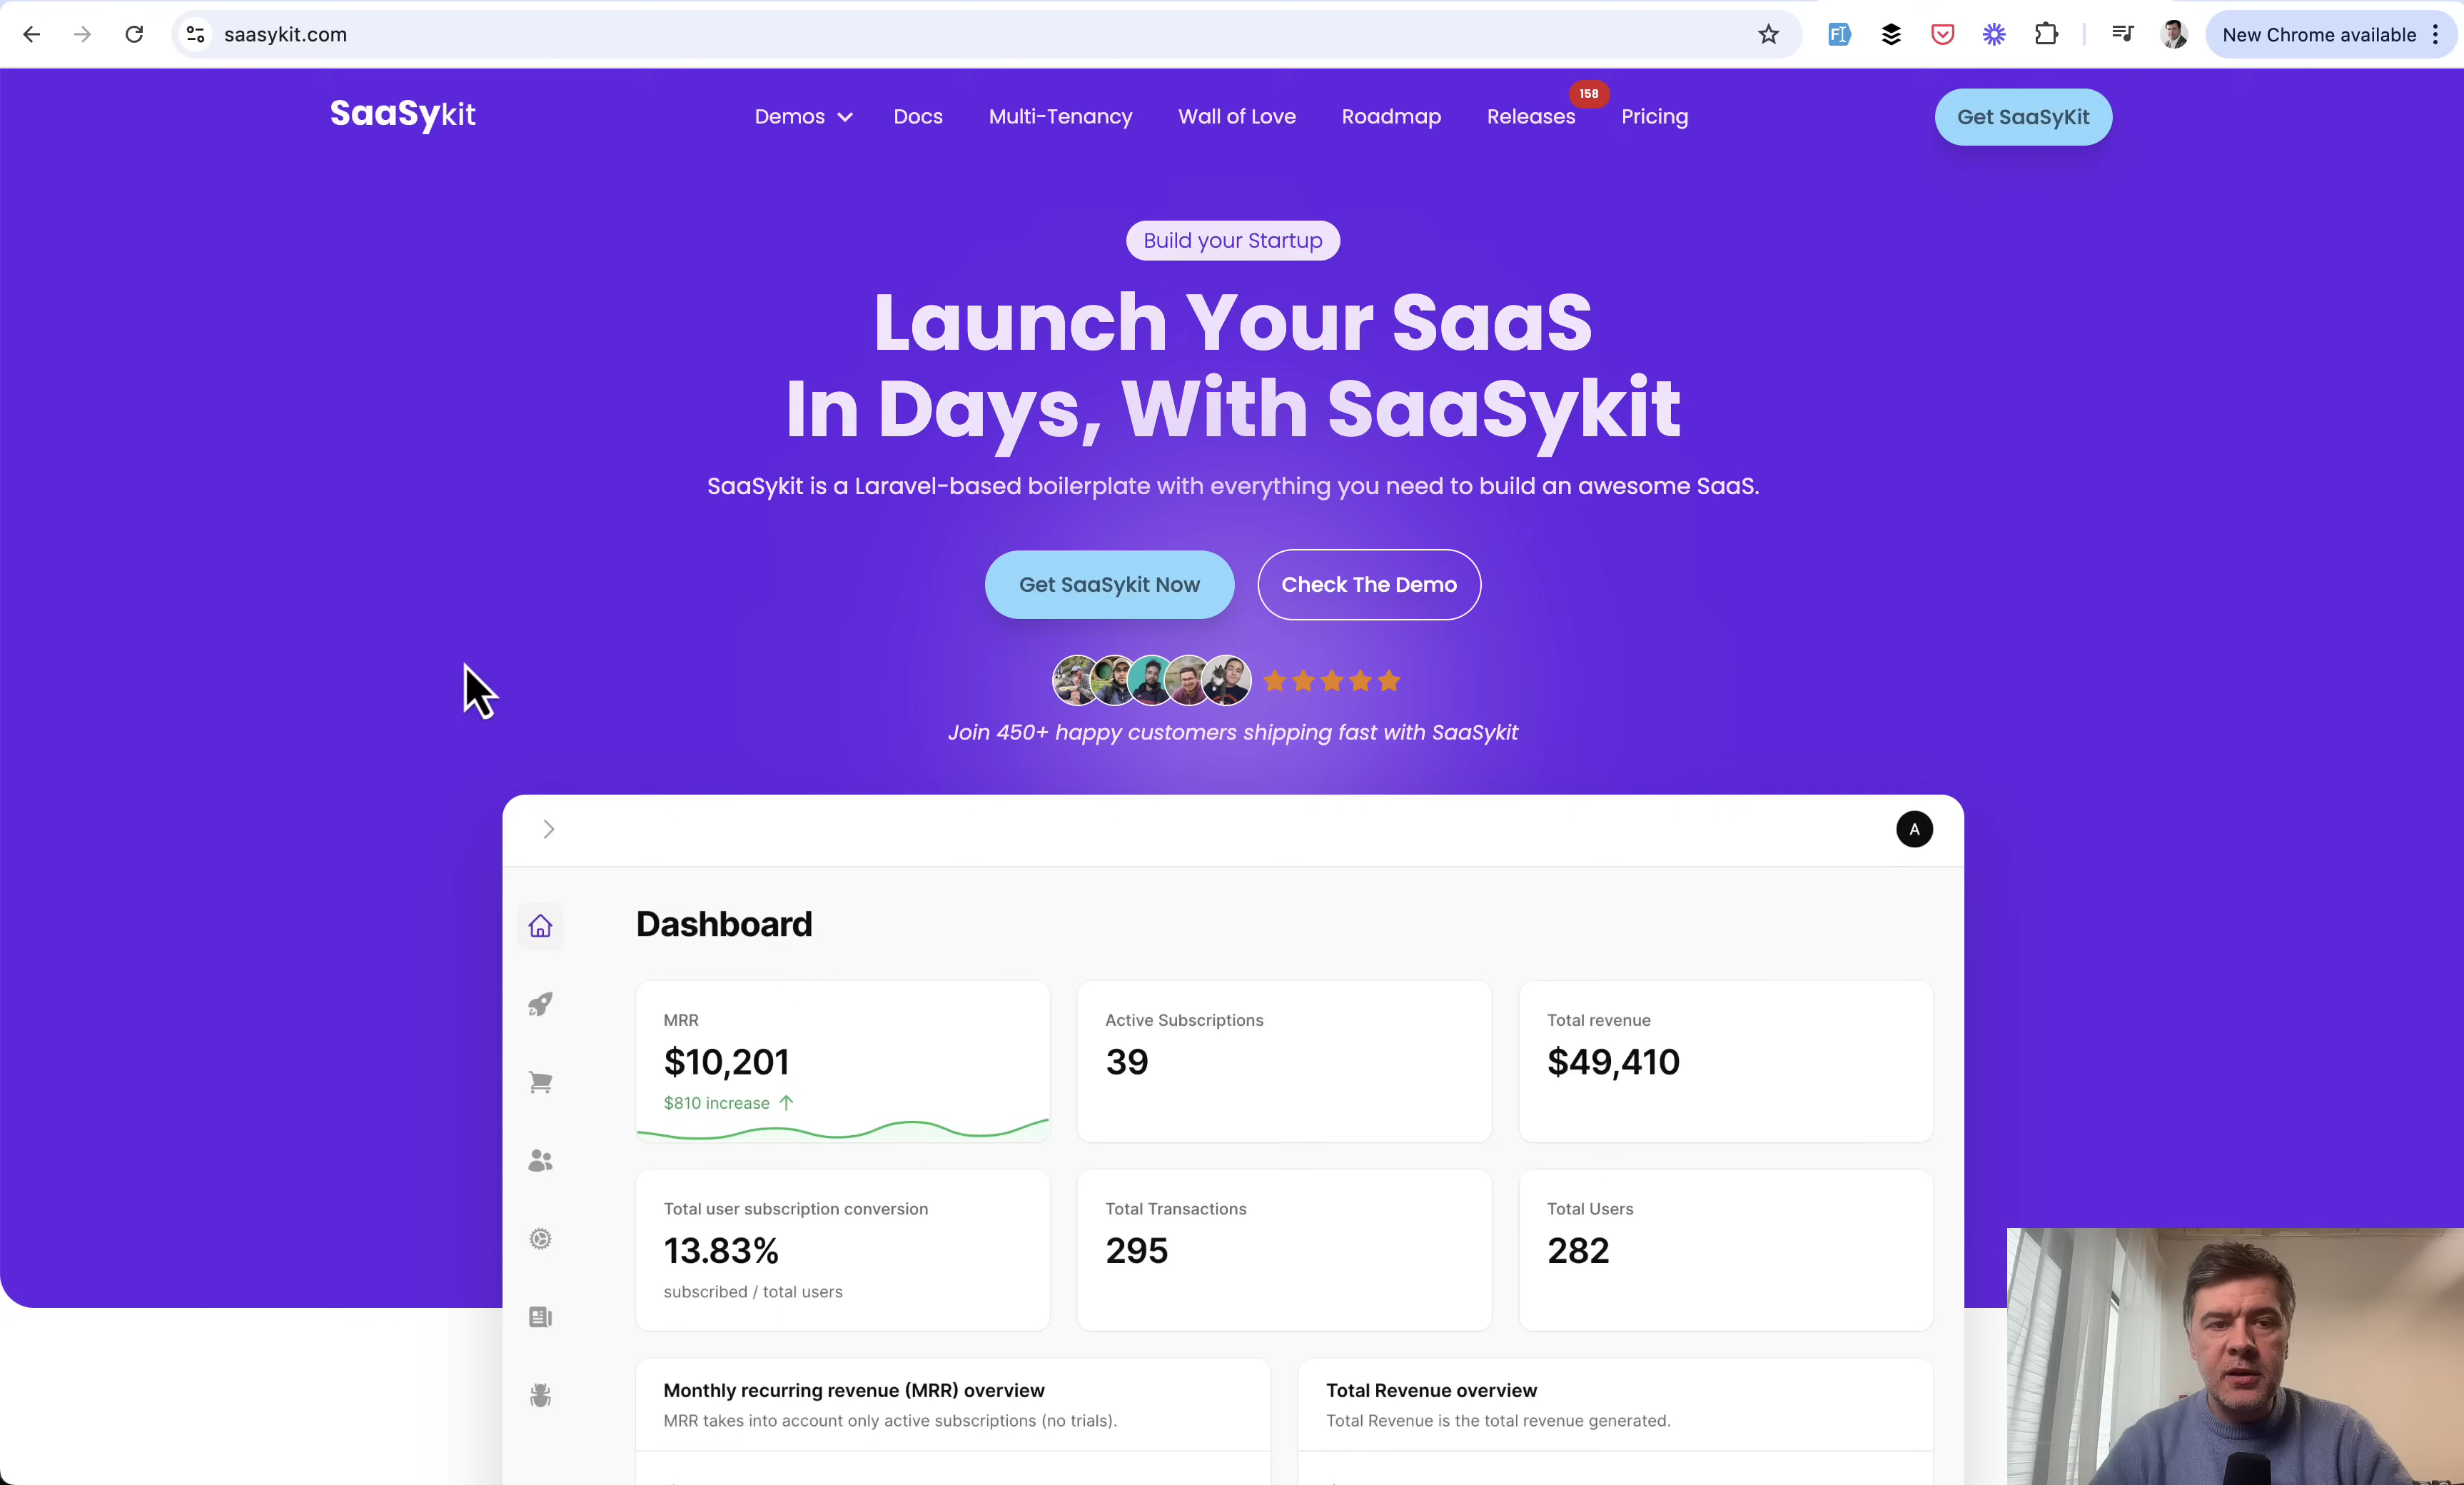 saasykit.com
New Chrome available
SaaSykit
Demos
Docs
Multi-Tenancy
Wall of Love
Roadmap
Releases
158
Pricing
Get SaaSyKit
Build your Startup
Launch Your SaaS
In Days, With SaaSykit
SaaSykit is a Laravel-based boilerplate with everything you need to build an awesome SaaS.
Get SaaSykit Now
Check The Demo
Join 450+ happy customers shipping fast with SaaSykit
A
Dashboard
MRR
$10,201
$810 increase
Active Subscriptions
39
Total revenue
$49,410
Total user subscription conversion
13.83%
subscribed / total users
Total Transactions
295
Total Users
282
Monthly recurring revenue (MRR) overview
MRR takes into account only active subscriptions (no trials).
Total Revenue overview
Total Revenue is the total revenue generated.